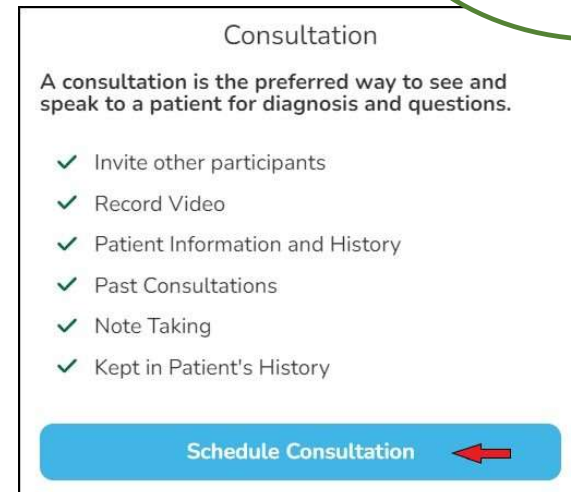 Consultation
A consultation is the preferred way to see and
speak to a patient for diagnosis and questions.
Invite other participants
Record Video
Patient Information and History
Past Consultations
Note Taking
Kept in Patient's History
Schedule Consultation